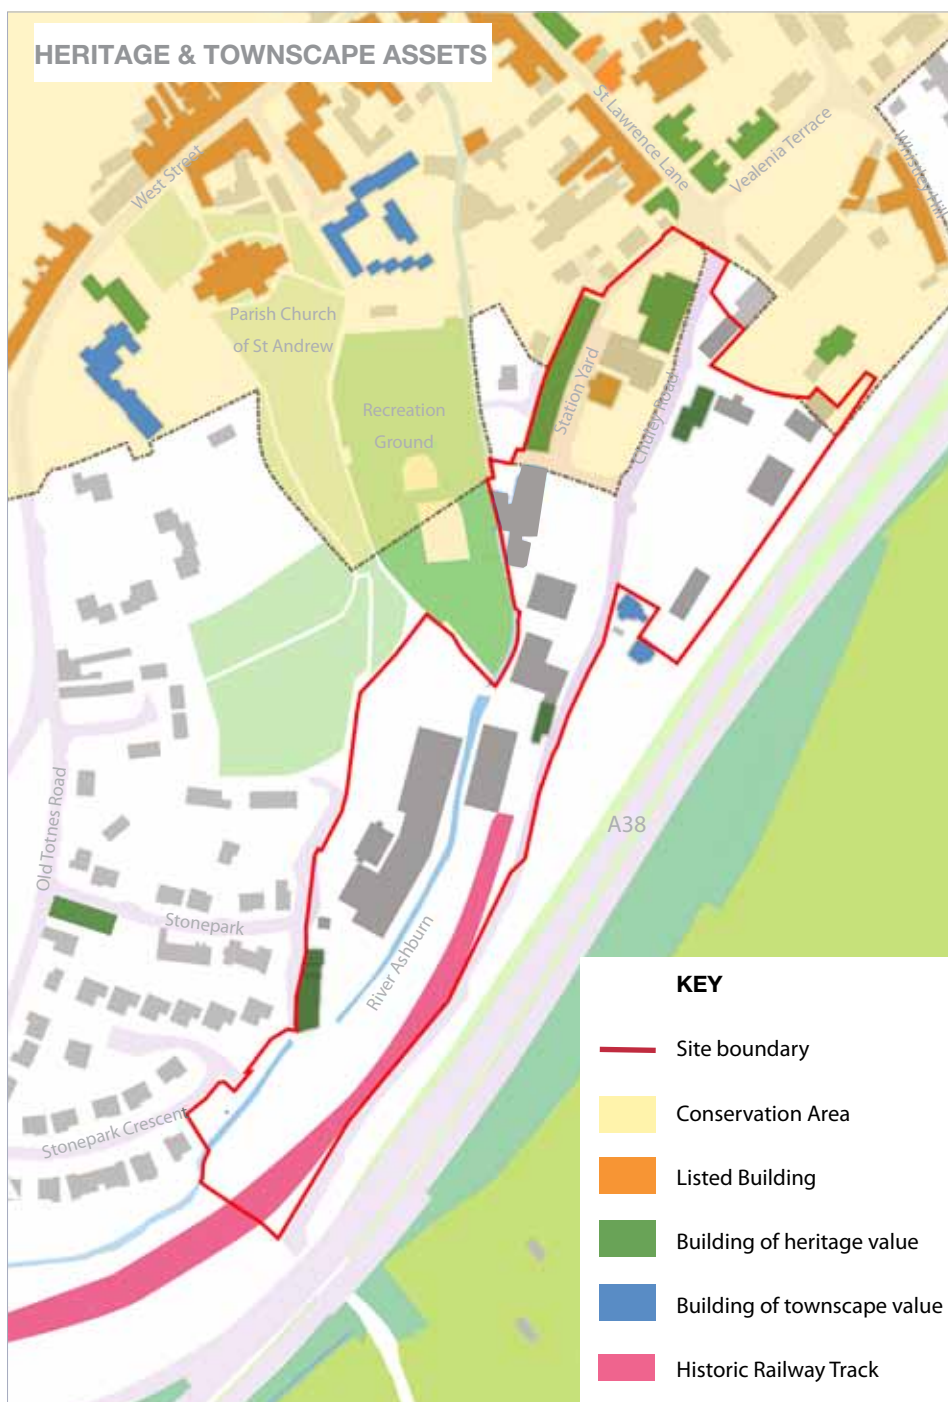 HERITAGE & TOWNSCAPE ASSETS
St Lawrence Lane
Vealenia Terrace
Whistley Hill
West Street
Parish Church
of St Andrew
Recreation
Ground
Station Yard
Chuley Road
A38
Old Totnes Road
Stonepark
River Ashburn
Stonepark Crescent
KEY
Site boundary
Conservation Area
Listed Building
Building of heritage value
Building of townscape value
Historic Railway Track